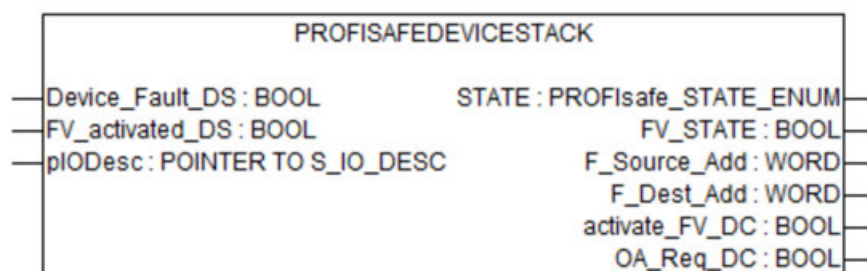 PROFISAFEDEVICESTACK
Device_Fault_DS : BOOL STATE : PROFIsafe_STATE_ENUM
FV_activated_DS : BOOL FV_STATE : BOOL
pIODesc : POINTER TO S_IO_DESC F_Source_Add : WORD
F_Dest_Add : WORD
activate_FV_DC : BOOL
OA_Req_DC : BOOL